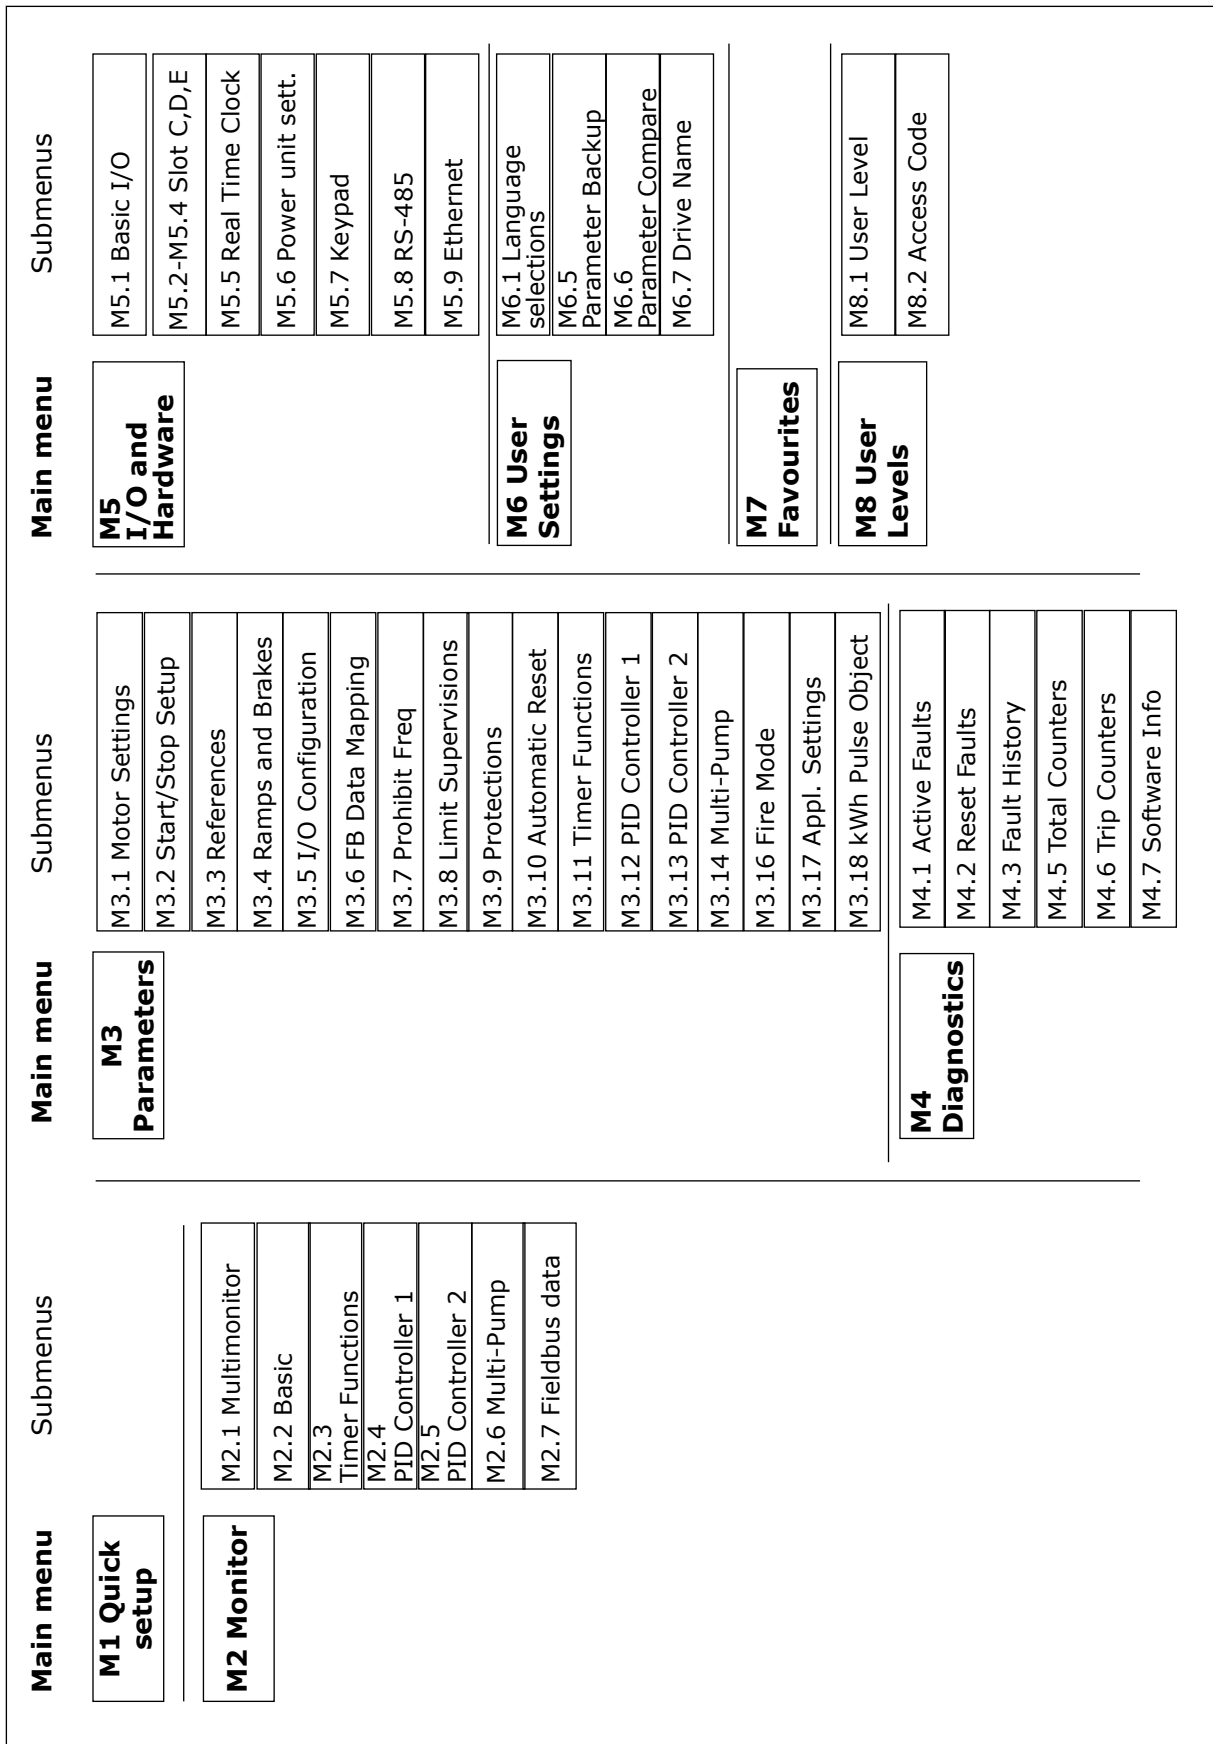 Main menu
Submenus
M1 Quick
setup
M2 Monitor
M2.1 Multimonitor
M2.2 Basic
M2.3
Timer Functions
M2.4
PID Controller 1
M2.5
PID Controller 2
M2.6 Multi-Pump
M2.7 Fieldbus data
Main menu
Submenus
M3
Parameters
M3.1 Motor Settings
M3.2 Start/Stop Setup
M3.3 References
M3.4 Ramps and Brakes
M3.5 I/O Configuration
M3.6 FB Data Mapping
M3.7 Prohibit Freq
M3.8 Limit Supervisions
M3.9 Protections
M3.10 Automatic Reset
M3.11 Timer Functions
M3.12 PID Controller 1
M3.13 PID Controller 2
M3.14 Multi-Pump
M3.16 Fire Mode
M3.17 Appl. Settings
M3.18 kWh Pulse Object
M4
Diagnostics
M4.1 Active Faults
M4.2 Reset Faults
M4.3 Fault History
M4.5 Total Counters
M4.6 Trip Counters
M4.7 Software Info
Main menu
Submenus
M5
I/O and
Hardware
M5.1 Basic I/O
M5.2-M5.4 Slot C,D,E
M5.5 Real Time Clock
M5.6 Power unit sett.
M5.7 Keypad
M5.8 RS-485
M5.9 Ethernet
M6 User
Settings
M6.1 Language
selections
M6.5
Parameter Backup
M6.6
Parameter Compare
M6.7 Drive Name
M7
Favourites
M8 User
Levels
M8.1 User Level
M8.2 Access Code